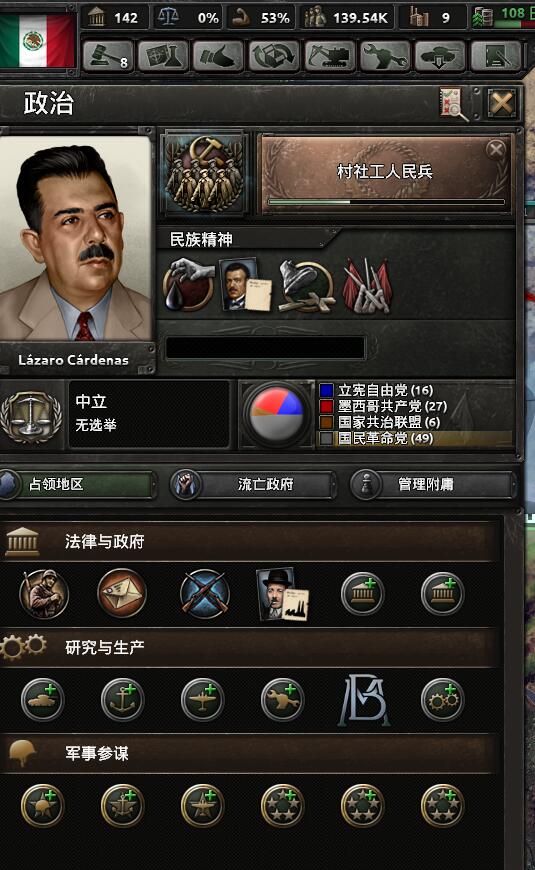 142 0% 53% 139.54K 9 108
8
政治
村社工人民兵
民族精神
Lázaro Cárdenas
中立
无选举
立宪自由党 (16)
墨西哥共产党 (27)
国家共治联盟 (6)
国民革命党 (49)
占领地区 流亡政府 管理附庸
法律与政府
研究与生产
军事参谋